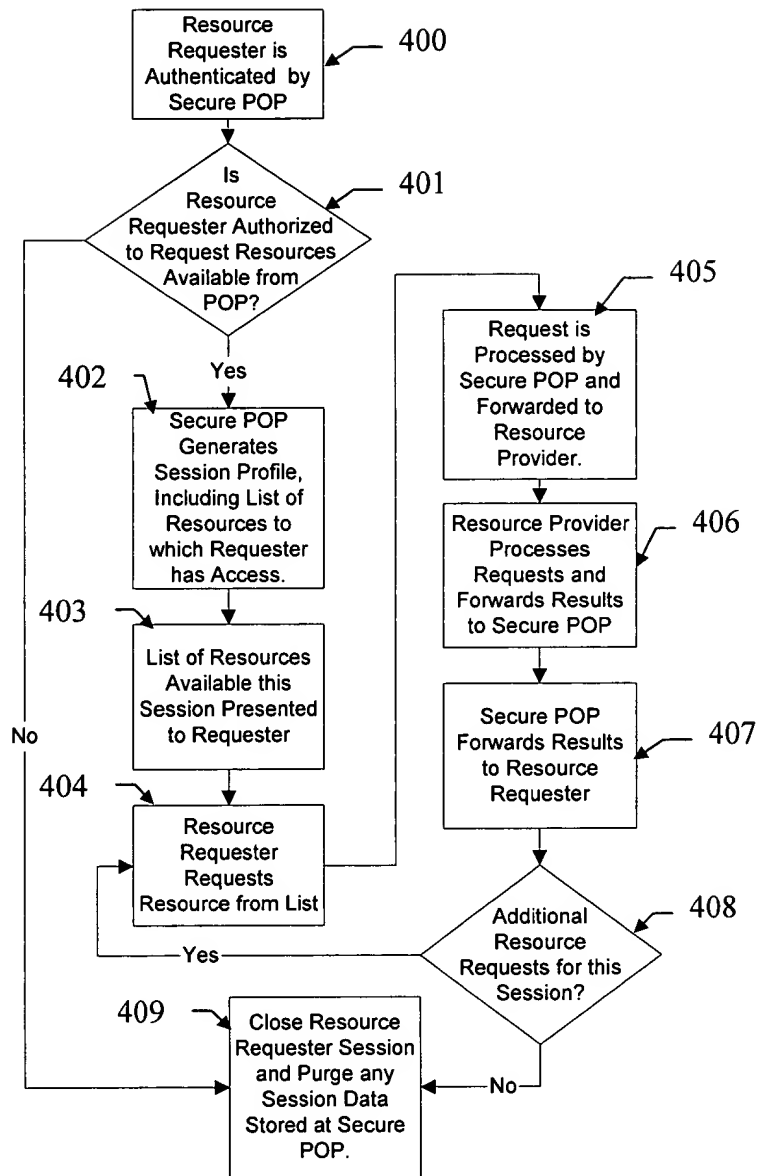 Resource
Requester is
Authenticated by
Secure POP
400
Is
Resource
Requester Authorized
to Request Resources
Available from
POP?
401
Yes
No
402
Secure POP
Generates
Session Profile,
Including List of
Resources to
which Requester
has Access.
403
List of Resources
Available this
Session Presented
to Requester
404
Resource
Requester
Requests
Resource from List
405
Request is
Processed by
Secure POP and
Forwarded to
Resource
Provider.
406
Resource Provider
Processes
Requests and
Forwards Results
to Secure POP
407
Secure POP
Forwards Results
to Resource
Requester
408
Additional
Resource
Requests for this
Session?
Yes
No
409
Close Resource
Requester Session
and Purge any
Session Data
Stored at Secure
POP.